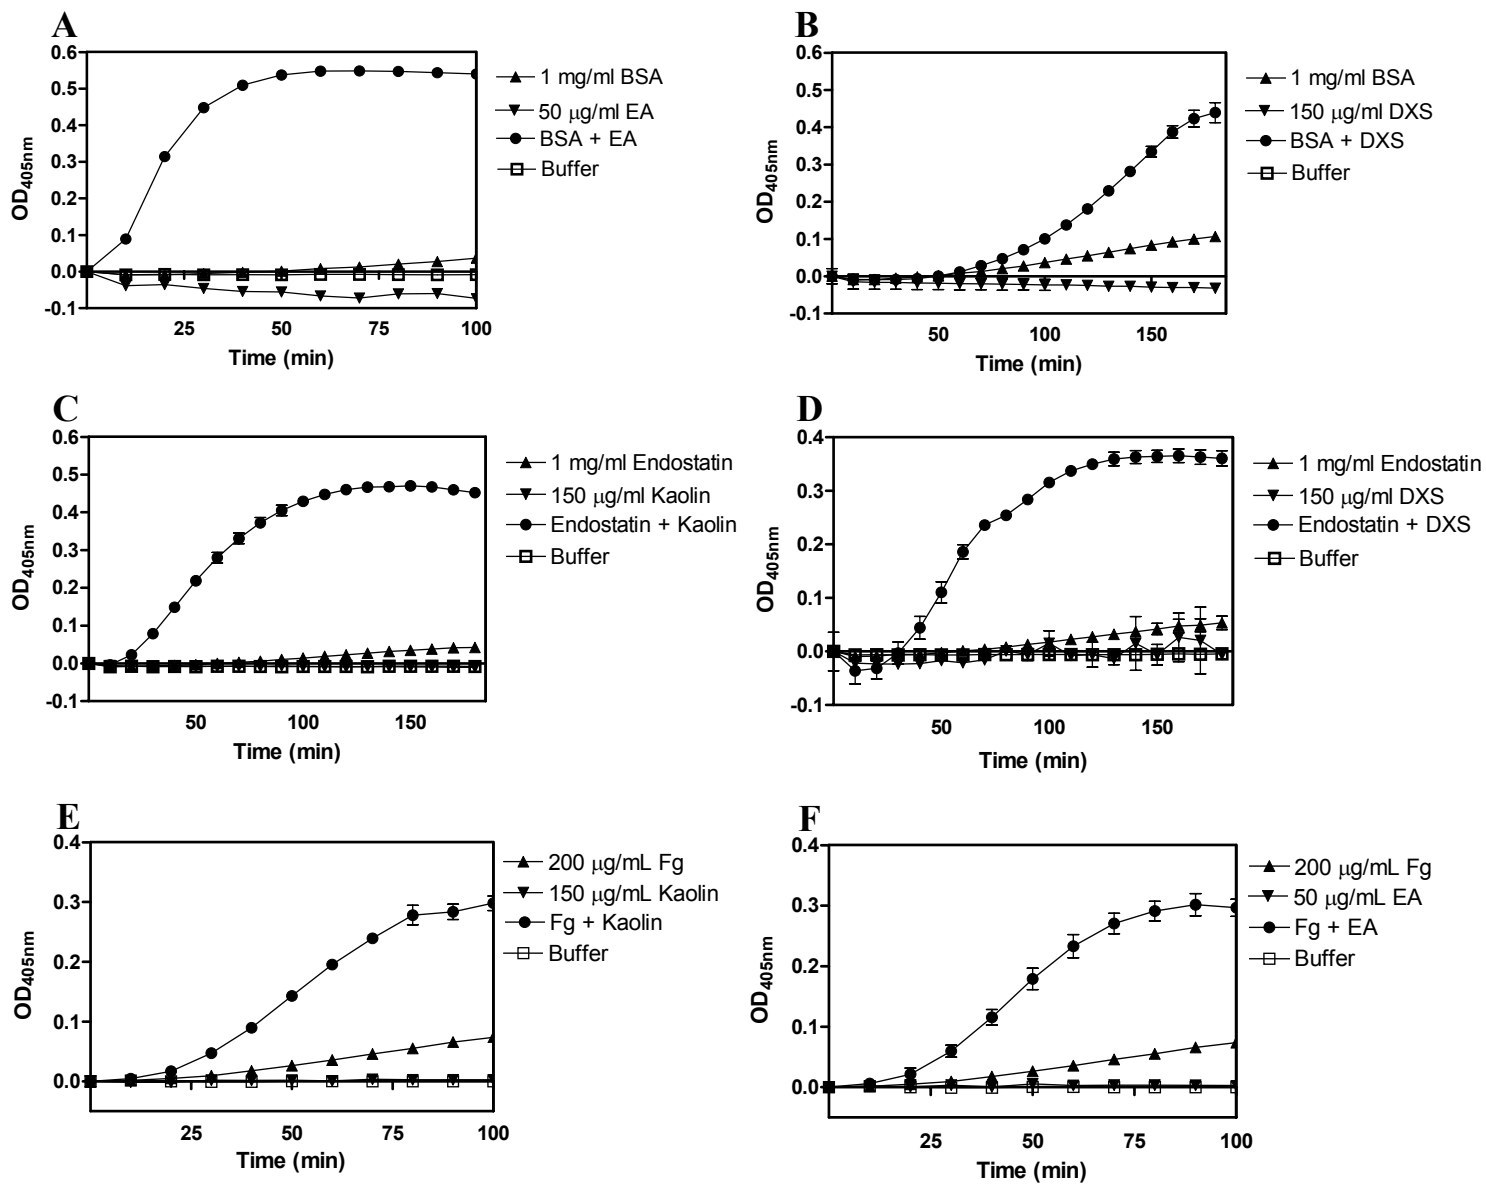 A
0.6
0.5
0.4
0.3
0.2
0.1
0.0
-0.1
OD405nm
25
50
75
100
Time (min)
1 mg/ml BSA
50 μg/ml EA
BSA + EA
Buffer
B
0.6
0.5
0.4
0.3
0.2
0.1
0.0
-0.1
OD405nm
50
100
150
Time (min)
1 mg/ml BSA
150 μg/ml DXS
BSA + DXS
Buffer
C
0.6
0.5
0.4
0.3
0.2
0.1
0.0
-0.1
OD405nm
50
100
150
Time (min)
1 mg/ml Endostatin
150 μg/ml Kaolin
Endostatin + Kaolin
Buffer
D
0.4
0.3
0.2
0.1
0.0
-0.1
OD405nm
50
100
150
Time (min)
1 mg/ml Endostatin
150 μg/ml DXS
Endostatin + DXS
Buffer
E
0.4
0.3
0.2
0.1
0.0
OD405nm
25
50
75
100
Time (min)
200 μg/mL Fg
150 μg/mL Kaolin
Fg + Kaolin
Buffer
F
0.4
0.3
0.2
0.1
0.0
OD405nm
25
50
75
100
Time (min)
200 μg/mL Fg
50 μg/mL EA
Fg + EA
Buffer